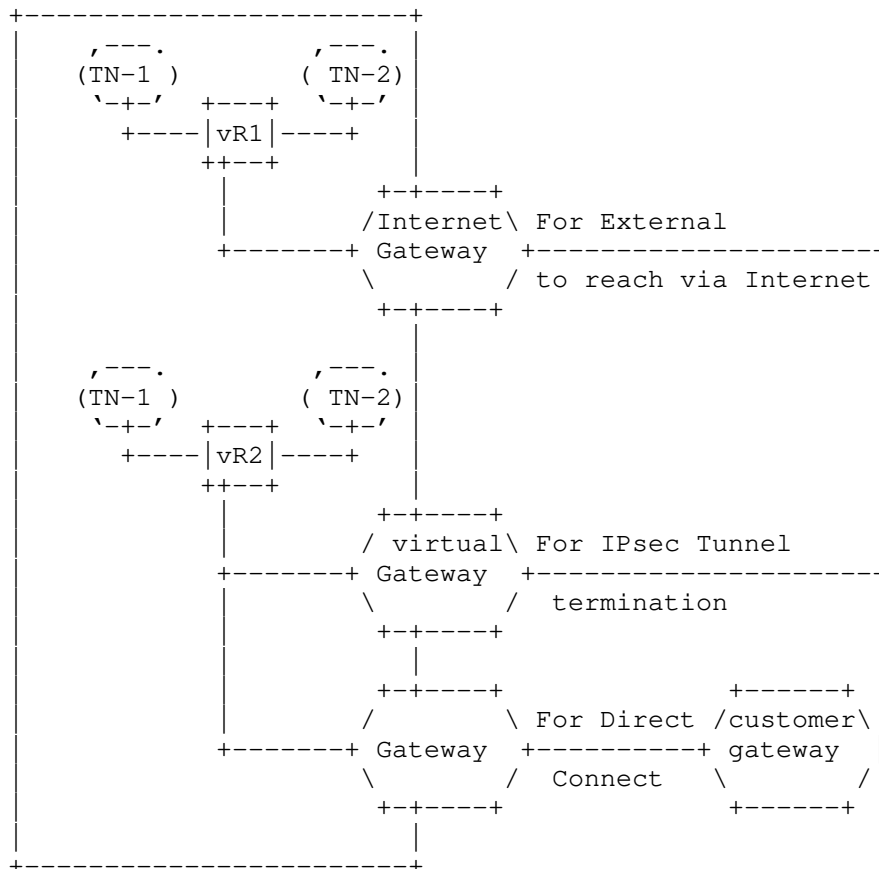 (TN-1 ) ( TN-2)
vR1
Internet For External
Gateway
to reach via Internet
(TN-1 ) ( TN-2)
vR2
virtual For IPsec Tunnel
Gateway
termination
For Direct customer
Gateway gateway
Connect